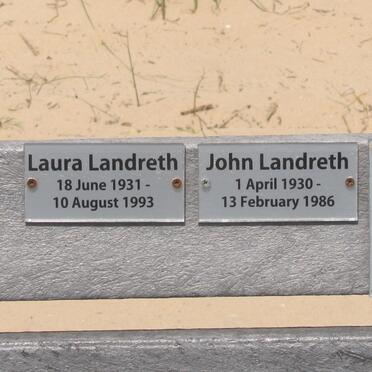 Laura Landreth
18 June 1931 -
10 August 1993
John Landreth
1 April 1930 -
13 February 1986